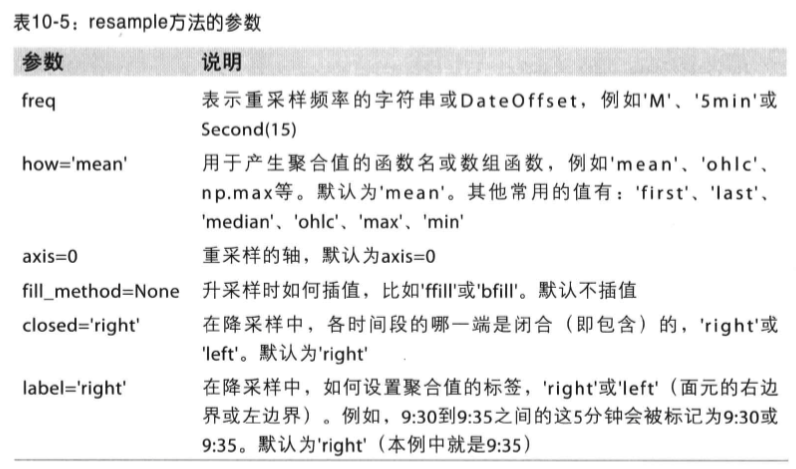 表10-5：resample方法的参数
参数 说明
freq 表示重采样频率的字符串或DateOffset，例如'M'、'5min'或
Second(15)
how='mean' 用于产生聚合值的函数名或数组函数，例如'mean'、'ohlc'、
np.max等。默认为'mean'。其他常用的值有：'first'、'last'、
'median'、'ohlc'、'max'、'min'
axis=0 重采样的轴，默认为axis=0
fill_method=None 升采样时如何插值，比如'ffill'或'bfill'。默认不插值
closed='right' 在降采样中，各时间段的哪一端是闭合（即包含）的，'right'或
'left'。默认为'right'
label='right' 在降采样中，如何设置聚合值的标签，'right'或'left'（面元的右边
界或左边界）。例如，9:30到9:35之间的这5分钟会被标记为9:30或
9:35。默认为'right'（本例中就是9:35）